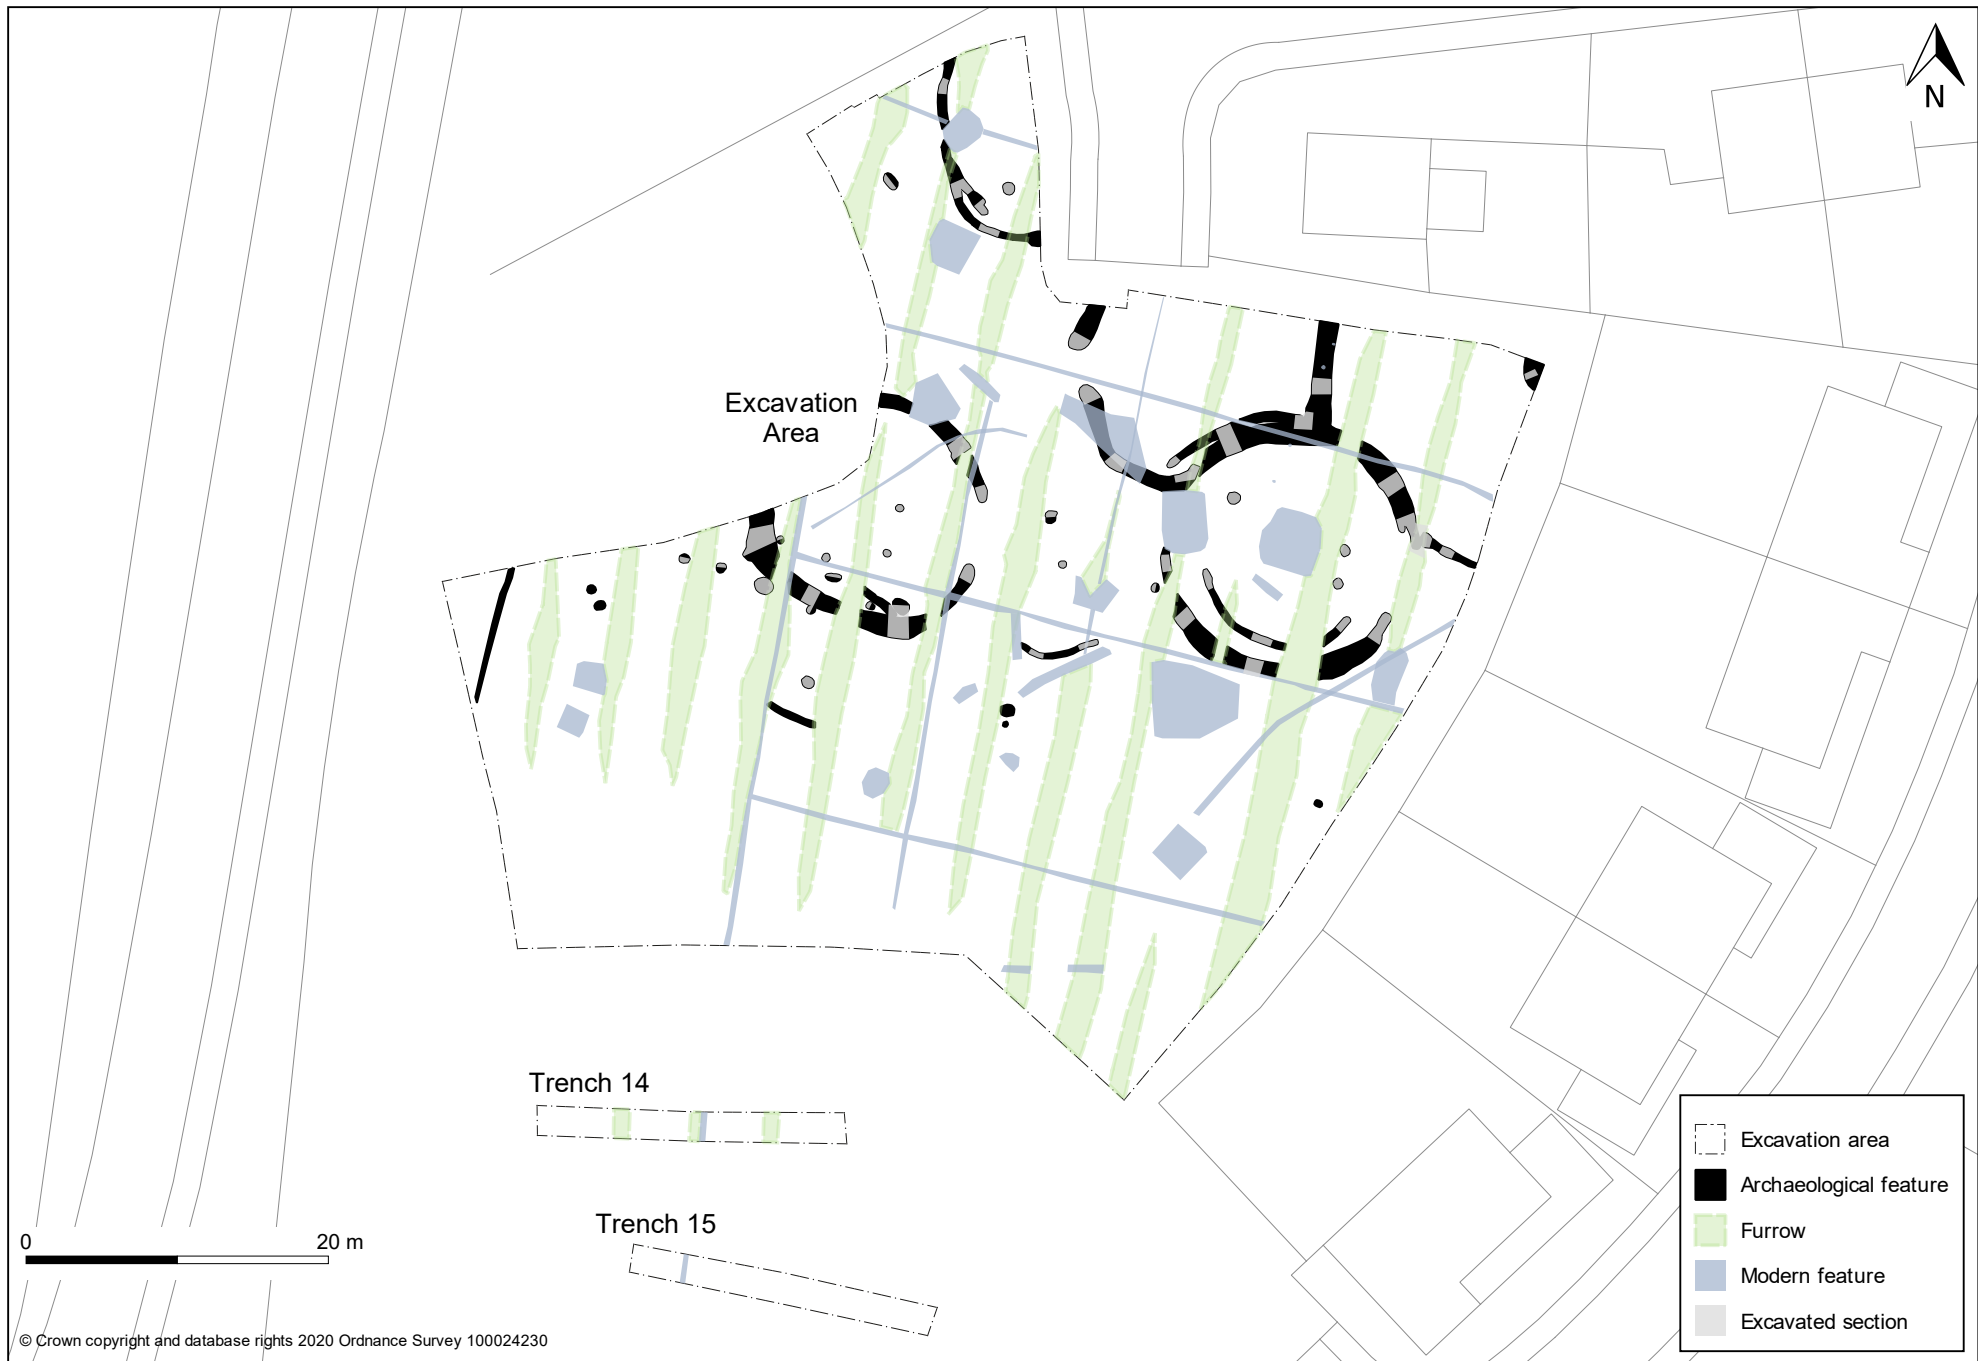 N
Excavation
Area
Trench 14
Trench 15
0 20 m
Excavation area
Archaeological feature
Furrow
Modern feature
Excavated section
© Crown copyright and database rights 2020 Ordnance Survey 100024230